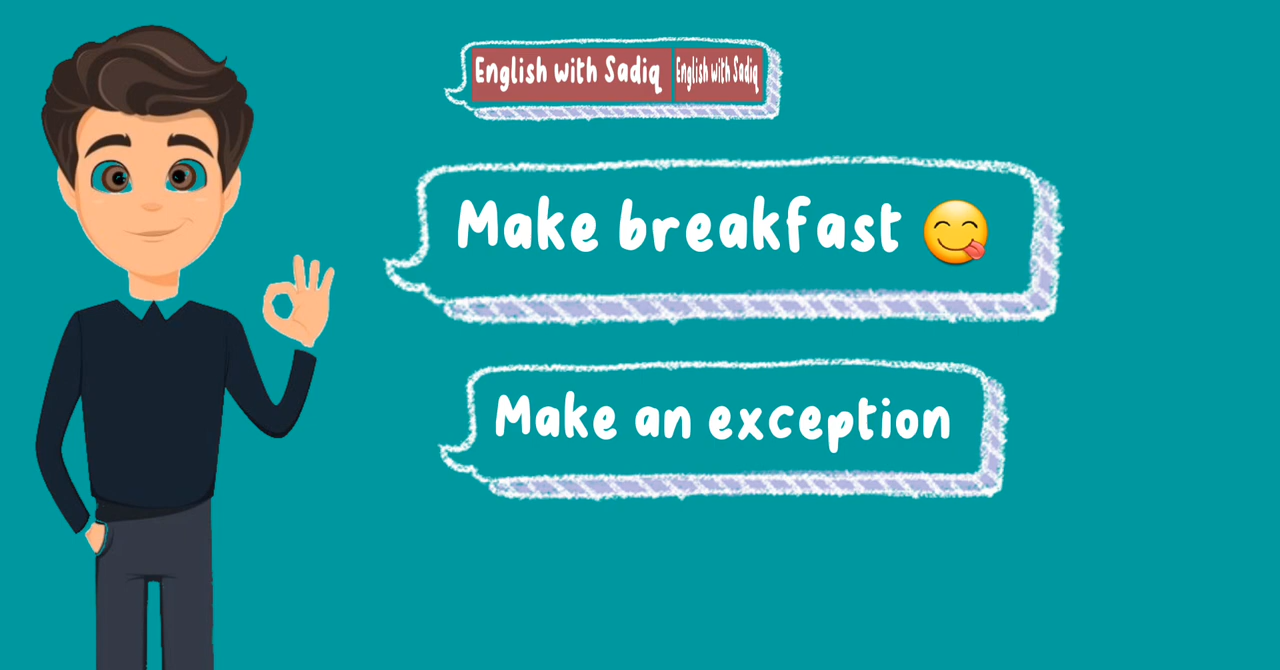 English with Sadiq English with Sadiq
Make breakfast 😋
Make an exception